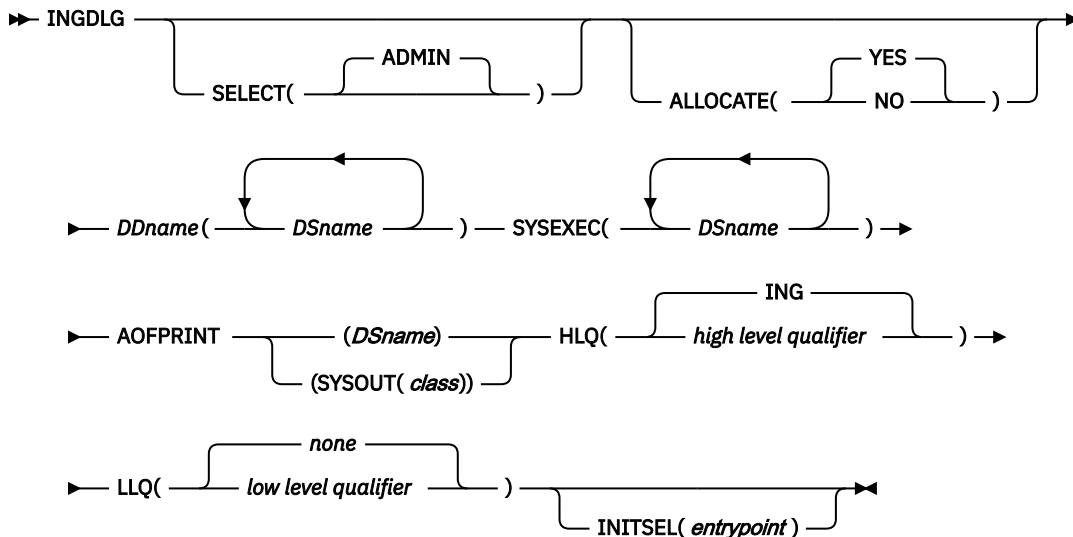 INGDLG
ADMIN
SELECT( )
YES
ALLOCATE( NO )
DDname( DSname ) SYSEXEC( DSname )
ING
AOFPRINT (DSname) HLQ( high level qualifier )
(SYSOUT( class))
none
LLQ( low level qualifier )
INITSEL( entrypoint )